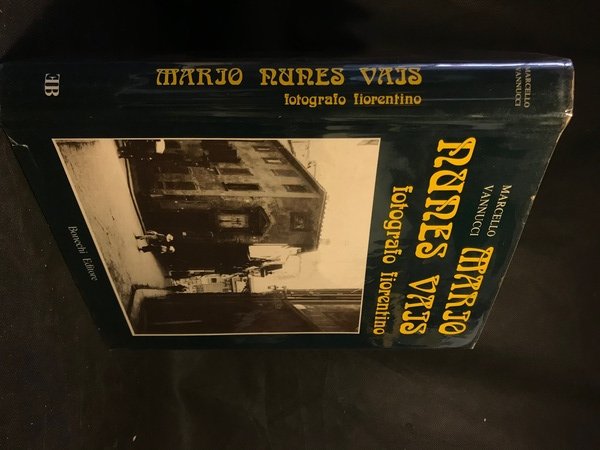 MARCELLO
VANNUCCI
MARIO NUNES VAIS
fotografo fiorentino
EB
MARCELLO
VANNUCCI
MARIO
NUNES VAIS
fotografo fiorentino
Bonechi Editore